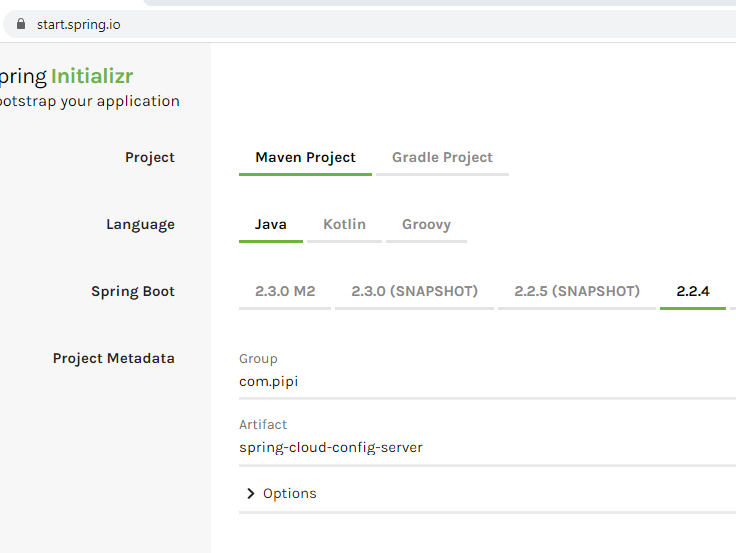 start.spring.io
pring Initializr
ootstrap your application
Project Maven Project Gradle Project
Language Java Kotlin Groovy
Spring Boot 2.3.0 M2 2.3.0 (SNAPSHOT) 2.2.5 (SNAPSHOT) 2.2.4
Project Metadata Group
com.pipi
Artifact
spring-cloud-config-server
Options